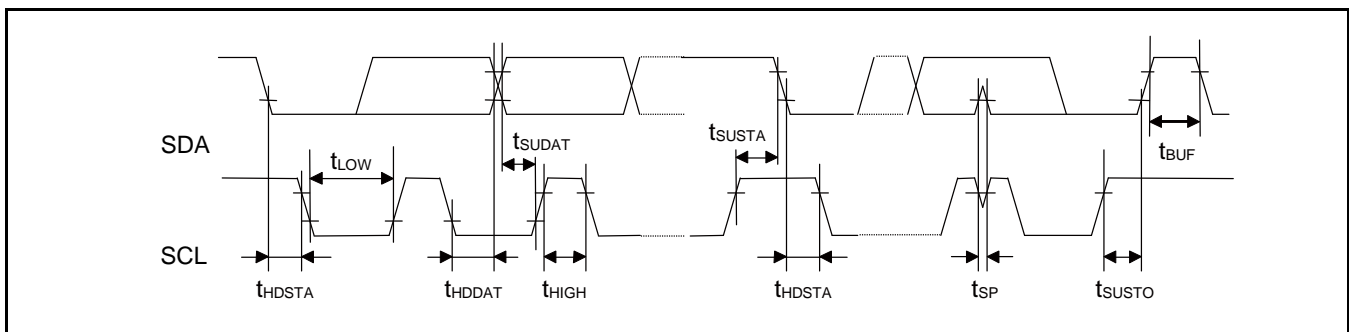 SDA
tSUDAT
tSUSTA
tBUF
tLOW
SCL
tHDSTA
tHDDAT
tHIGH
tHDSTA
tSP
tSUSTO